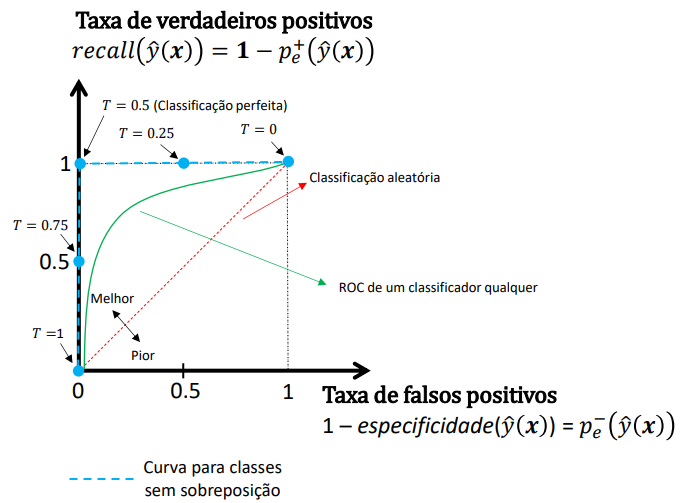 Taxa de verdadeiros positivos
recall(ŷ(x)) = 1 − pₑ⁺(ŷ(x))
T = 0.5 (Classificação perfeita)
T = 0.25
T = 0
1
Classificação aleatória
T = 0.75
0.5
ROC de um classificador qualquer
Melhor
Pior
T =1
0
0.5
1
Taxa de falsos positivos
1 – especificidade(ŷ(x)) = pₑ⁻(ŷ(x))
Curva para classes
sem sobreposição